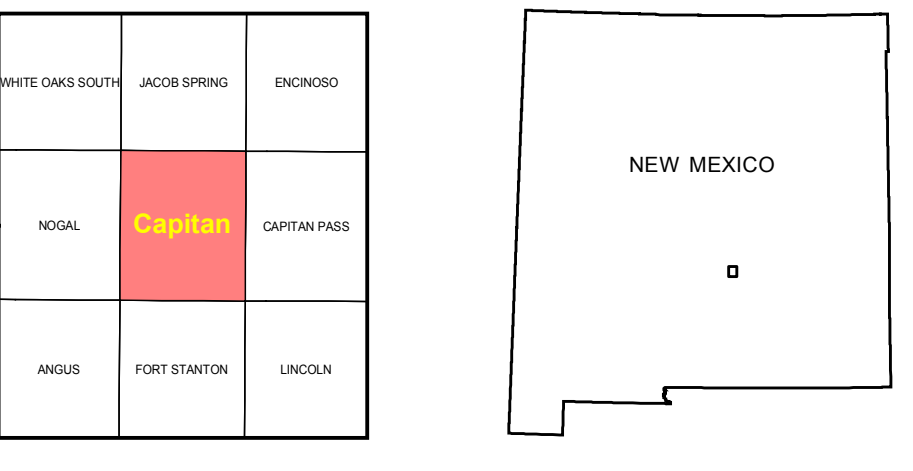 WHITE OAKS SOUTH
JACOB SPRING
ENCINOSO
NOGAL
Capitan
CAPITAN PASS
ANGUS
FORT STANTON
LINCOLN
NEW MEXICO